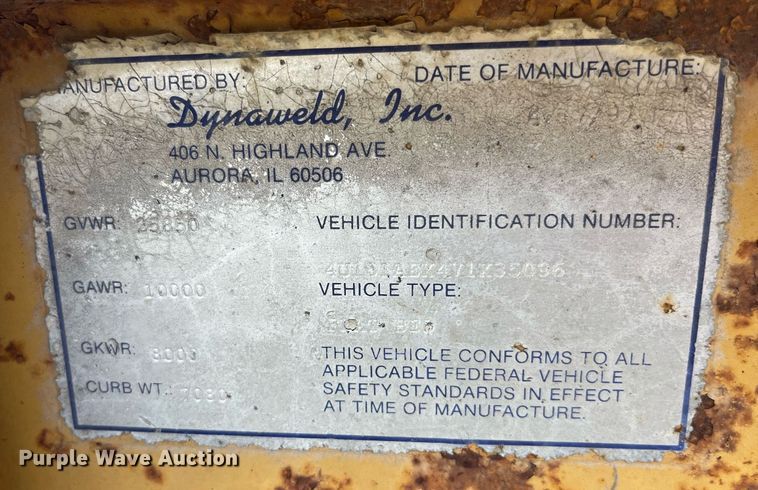 MANUFACTURED BY:
DATE OF MANUFACTURE:
Dynaweld, Inc.
406 N. HIGHLAND AVE.
AURORA, IL 60506
GVWR:
VEHICLE IDENTIFICATION NUMBER:
GAWR: 10000
VEHICLE TYPE:
GKWR:
THIS VEHICLE CONFORMS TO ALL
APPLICABLE FEDERAL VEHICLE
CURB WT.:
SAFETY STANDARDS IN EFFECT
AT TIME OF MANUFACTURE.
Purple Wave Auction